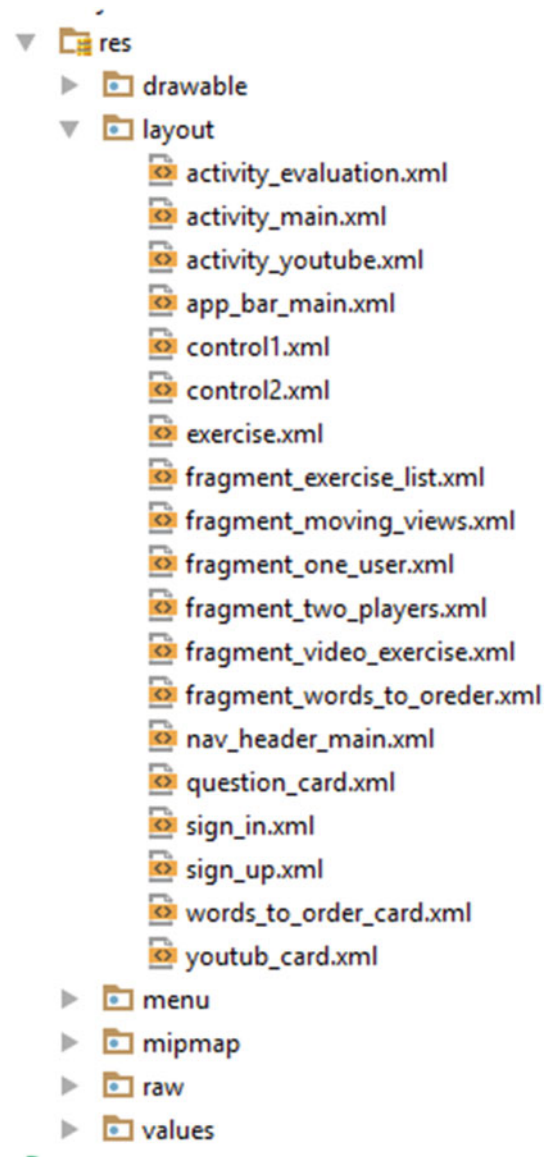 res
drawable
layout
activity_evaluation.xml
activity_main.xml
activity_youtube.xml
app_bar_main.xml
control1.xml
control2.xml
exercise.xml
fragment_exercise_list.xml
fragment_moving_views.xml
fragment_one_user.xml
fragment_two_players.xml
fragment_video_exercise.xml
fragment_words_to_oreder.xml
nav_header_main.xml
question_card.xml
sign_in.xml
sign_up.xml
words_to_order_card.xml
youtub_card.xml
menu
mipmap
raw
values